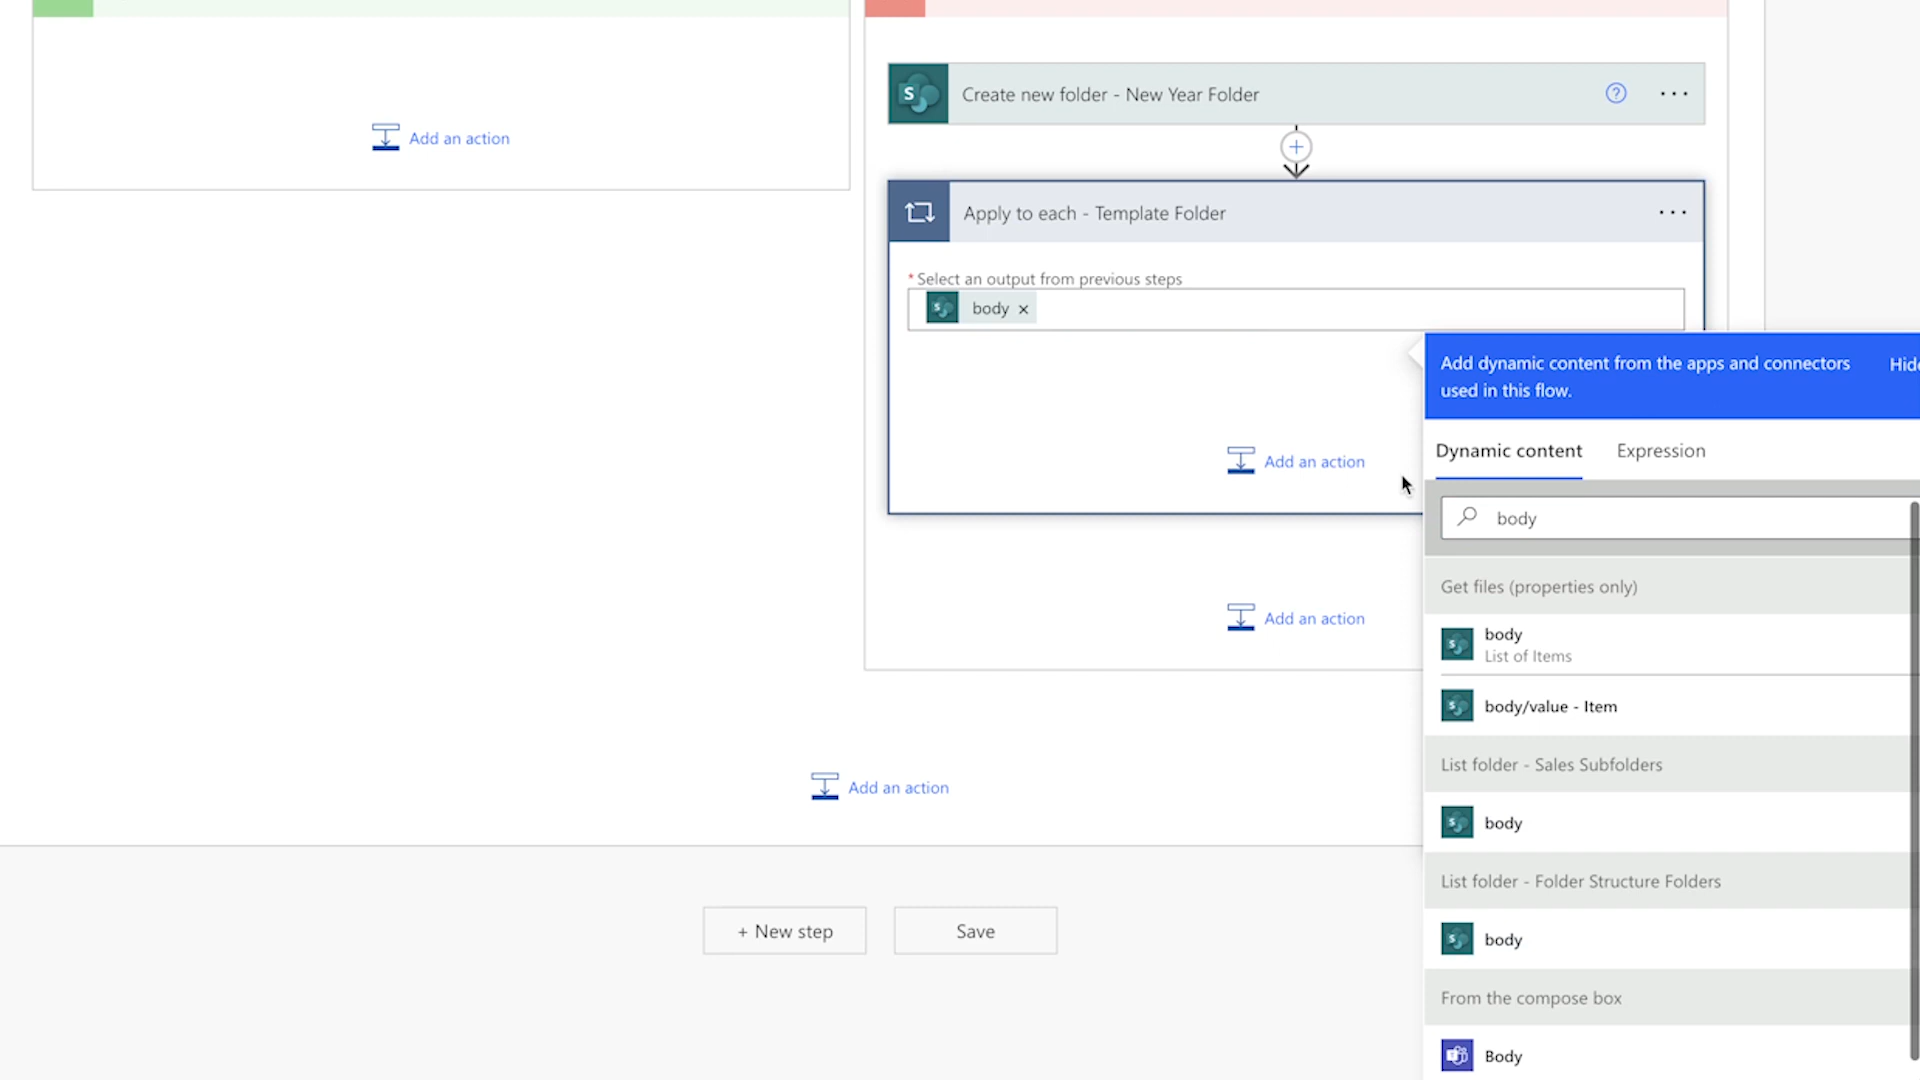 Add an action
Create new folder - New Year Folder
Apply to each - Template Folder
* Select an output from previous steps
body
Add an action
Add an action
Add an action
+ New step
Save
Add dynamic content from the apps and connectors
used in this flow.
Hide
Dynamic content
Expression
body
Get files (properties only)
body
List of Items
body/value - Item
List folder - Sales Subfolders
body
List folder - Folder Structure Folders
body
From the compose box
Body